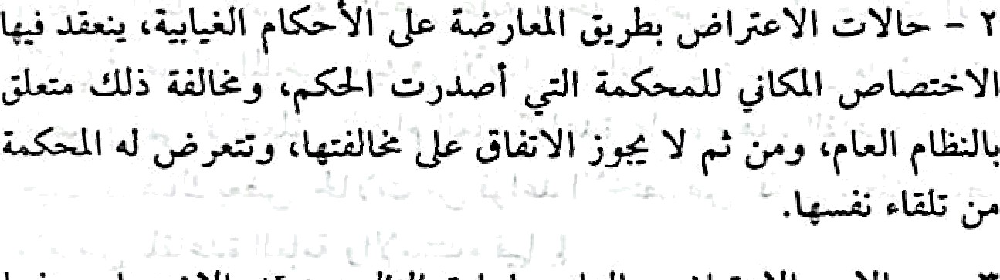 ٢ - حالات الاعتراض بطريق المعارضة على الأحكام الغيابية، ينعقد فيها
الاختصاص المكاني للمحكمة التي أصدرت الحكم، ومخالفة ذلك متعلق
بالنظام العام، ومن ثم لا يجوز الاتفاق على مخالفتها، وتتعرض له المحكمة
من تلقاء نفسها.